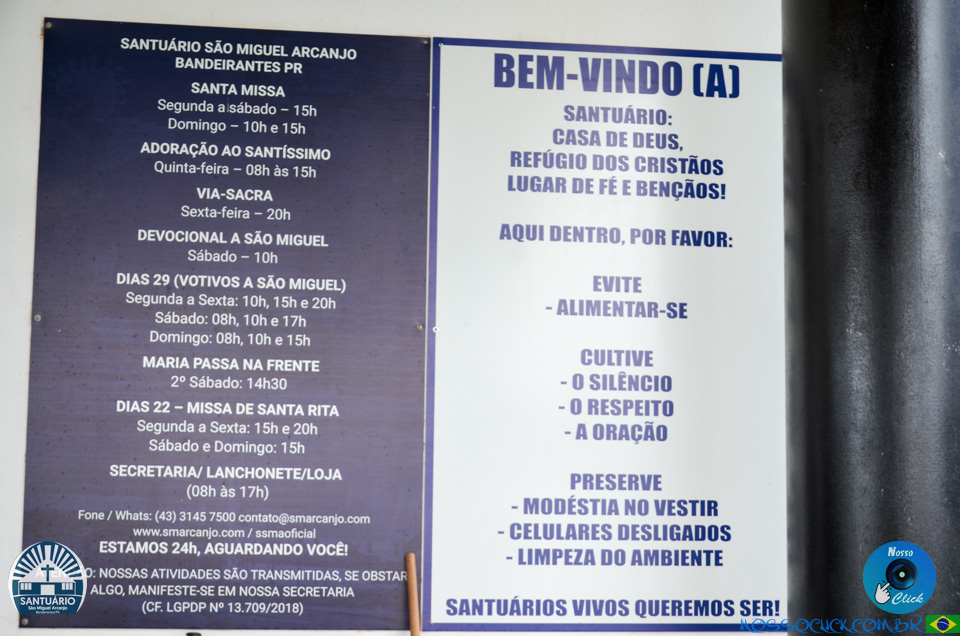 SANTUÁRIO SÃO MIGUEL ARCANJO
BANDEIRANTES PR
SANTA MISSA
Segunda a sábado – 15h
Domingo – 10h e 15h
ADORAÇÃO AO SANTÍSSIMO
Quinta-feira – 08h às 15h
VIA-SACRA
Sexta-feira – 20h
DEVOCIONAL A SÃO MIGUEL
Sábado – 10h
DIAS 29 (VOTIVOS A SÃO MIGUEL)
Segunda a Sexta: 10h, 15h e 20h
Sábado: 08h, 10h e 17h
Domingo: 08h, 10h e 15h
MARIA PASSA NA FRENTE
2º Sábado: 14h30
DIAS 22 – MISSA DE SANTA RITA
Segunda a Sexta: 15h e 20h
Sábado e Domingo: 15h
SECRETARIA/ LANCHONETE/LOJA
(08h às 17h)
Fone / Whats: (43) 3145 7500 contato@smarcanjo.com
www.smarcanjo.com / ssmaoficial
ESTAMOS 24h, AGUARDANDO VOCÊ!
NOSSAS ATIVIDADES SÃO TRANSMITIDAS, SE OBSTAR
ALGO, MANIFESTE-SE EM NOSSA SECRETARIA
(CF. LGPDP Nº 13.709/2018)
BEM-VINDO (A)
SANTUÁRIO:
CASA DE DEUS,
REFÚGIO DOS CRISTÃOS
LUGAR DE FÉ E BENÇÃOS!
AQUI DENTRO, POR FAVOR:
EVITE
- ALIMENTAR-SE
CULTIVE
- O SILÊNCIO
- O RESPEITO
- A ORAÇÃO
PRESERVE
- MODÉSTIA NO VESTIR
- CELULARES DESLIGADOS
- LIMPEZA DO AMBIENTE
SANTUÁRIOS VIVOS QUEREMOS SER!
SANTUÁRIO
São Miguel Arcanjo
Bandeirantes/PR
Nosso
Click
NOSSOCLICK.COM.BR